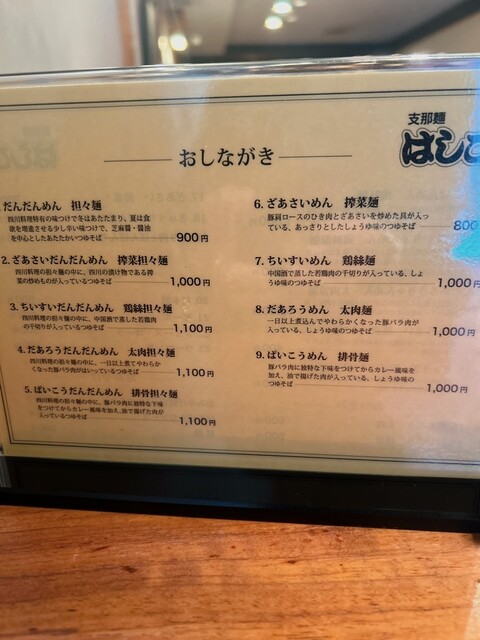 おしながき
支那麺
はしご
だんだんめん 担々麺
四川料理特有の味つけで冬はあたたまり、夏は食
欲を増進させる少し辛い味つけで、芝麻醤・醤油
を中心としたあたたかいつゆそば
900円
2. ざあさいだんだんめん 搾菜担々麺
四川料理の担々麺の中に、四川の漬け物である搾
菜の炒めものが入っているつゆそば
1,000円
3. ちいすいだんだんめん 鶏絲担々麺
四川料理の担々麺の中に、中国酒で蒸した若鶏肉
の千切りが入っているつゆそば
1,100円
4. だあろうだんだんめん 太肉担々麺
四川料理の担々麺の中に、一日以上煮てやわらか
くなった豚バラ肉がはいっているつゆそば
1,100円
5. ぱいこうだんだんめん 排骨担々麺
四川料理の担々麺の中に、豚バラ肉に独特な下味
をつけてからカレー風味を加え、油で揚げた肉が
入っているつゆそば
1,100円
6. ざあさいめん 搾菜麺
豚肩ロースのひき肉とざあさいを炒めた具が入っ
ている、あっさりとしたしょうゆ味のつゆそば
800
7. ちいすいめん 鶏絲麺
中国酒で蒸した若鶏肉の千切りが入っている、しょ
うゆ味のつゆそば
1,000円
8. だあろうめん 太肉麺
一日以上煮込んでやわらかくなった豚バラ肉が
入っている、しょうゆ味のつゆそば
1,000円
9. ぱいこうめん 排骨麺
豚バラ肉に独特な下味をつけてからカレー風味を
加え、油で揚げた肉が入っている、しょうゆ味の
つゆそば
1,000円